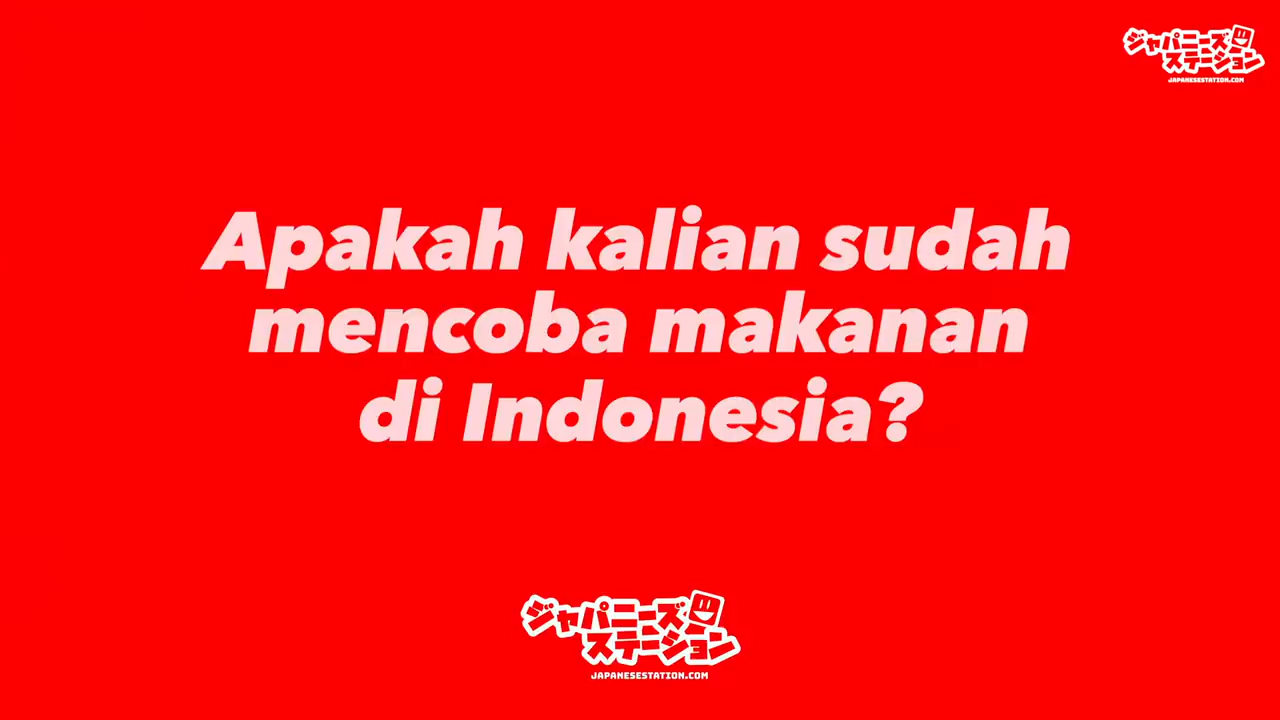 ジャパニーズ
ステーション
JAPANESESTATION.COM
Apakah kalian sudah
mencoba makanan
di Indonesia?
ジャパニーズ
ステーション
JAPANESESTATION.COM